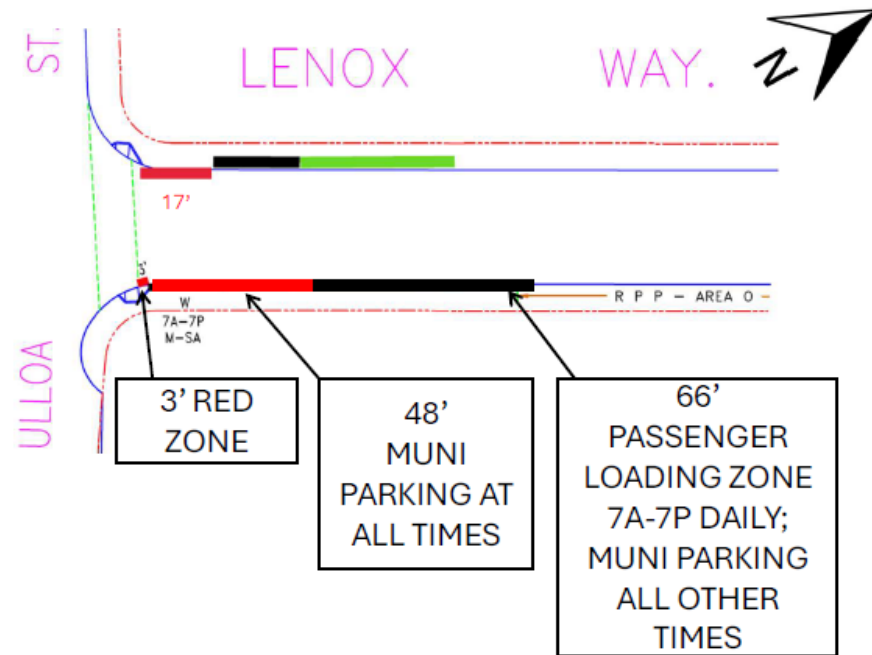 ST.
LENOX WAY.
N
17'
3'
W
7A-7P
M-SA
R P P - AREA O -
ULLOA
3' RED
ZONE
48'
MUNI
PARKING AT
ALL TIMES
66'
PASSENGER
LOADING ZONE
7A-7P DAILY;
MUNI PARKING
ALL OTHER
TIMES